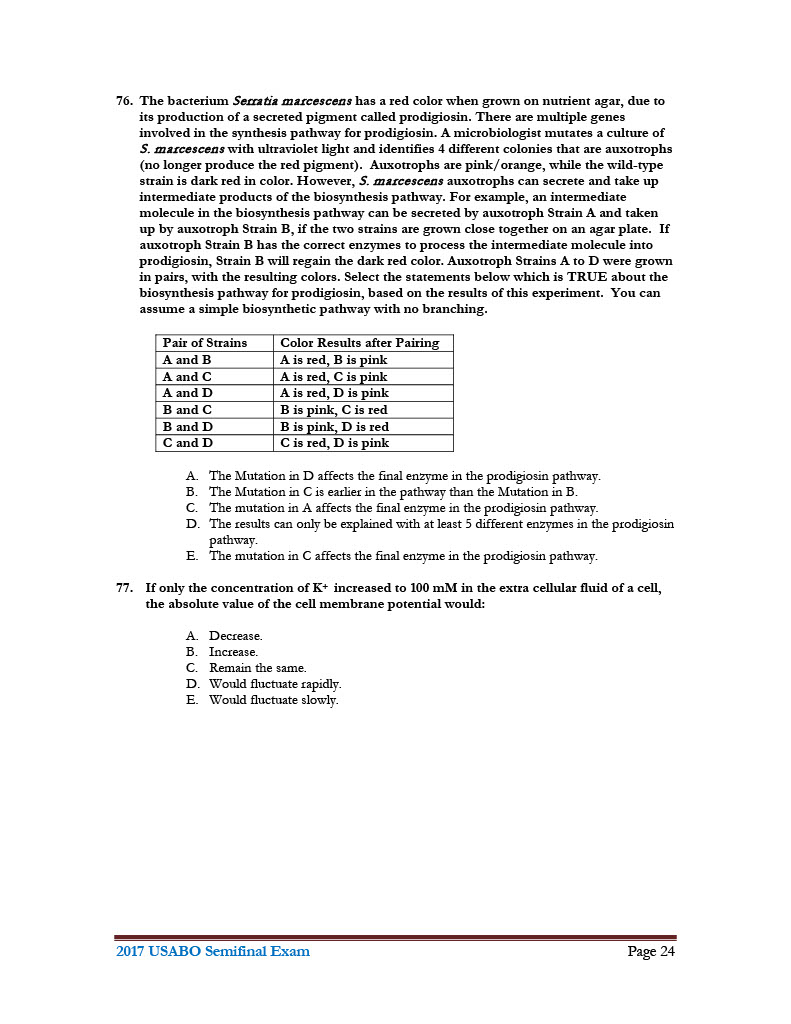 76. The bacterium Serratia marcescens has a red color when grown on nutrient agar, due to
its production of a secreted pigment called prodigiosin. There are multiple genes
involved in the synthesis pathway for prodigiosin. A microbiologist mutates a culture of
S. marcescens with ultraviolet light and identifies 4 different colonies that are auxotrophs
(no longer produce the red pigment). Auxotrophs are pink/orange, while the wild-type
strain is dark red in color. However, S. marcescens auxotrophs can secrete and take up
intermediate products of the biosynthesis pathway. For example, an intermediate
molecule in the biosynthesis pathway can be secreted by auxotroph Strain A and taken
up by auxotroph Strain B, if the two strains are grown close together on an agar plate. If
auxotroph Strain B has the correct enzymes to process the intermediate molecule into
prodigiosin, Strain B will regain the dark red color. Auxotroph Strains A to D were grown
in pairs, with the resulting colors. Select the statements below which is TRUE about the
biosynthesis pathway for prodigiosin, based on the results of this experiment. You can
assume a simple biosynthetic pathway with no branching.
Pair of Strains Color Results after Pairing
A and B A is red, B is pink
A and C A is red, C is pink
A and D A is red, D is pink
B and C B is pink, C is red
B and D B is pink, D is red
C and D C is red, D is pink
A. The Mutation in D affects the final enzyme in the prodigiosin pathway.
B. The Mutation in C is earlier in the pathway than the Mutation in B.
C. The mutation in A affects the final enzyme in the prodigiosin pathway.
D. The results can only be explained with at least 5 different enzymes in the prodigiosin
pathway.
E. The mutation in C affects the final enzyme in the prodigiosin pathway.
77. If only the concentration of K+ increased to 100 mM in the extra cellular fluid of a cell,
the absolute value of the cell membrane potential would:
A. Decrease.
B. Increase.
C. Remain the same.
D. Would fluctuate rapidly.
E. Would fluctuate slowly.
2017 USABO Semifinal Exam Page 24